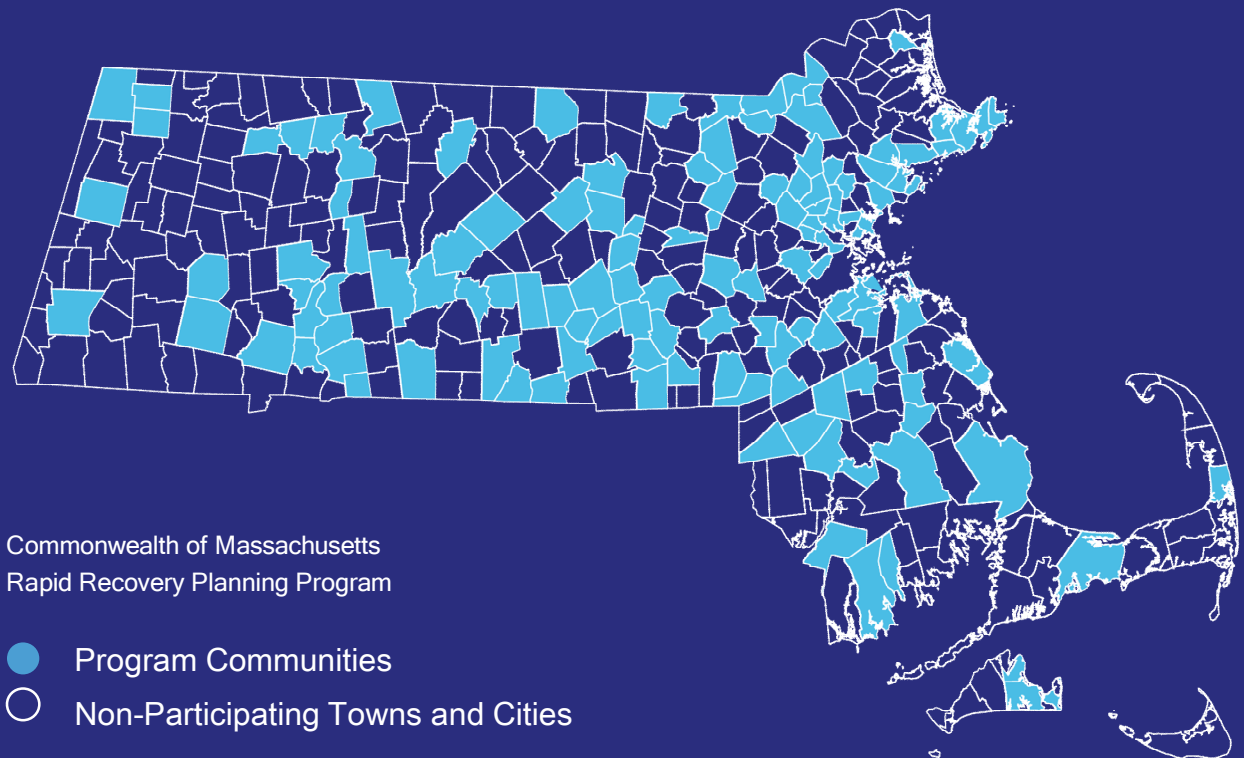 Commonwealth of Massachusetts
Rapid Recovery Planning Program
Program Communities
Non-Participating Towns and Cities